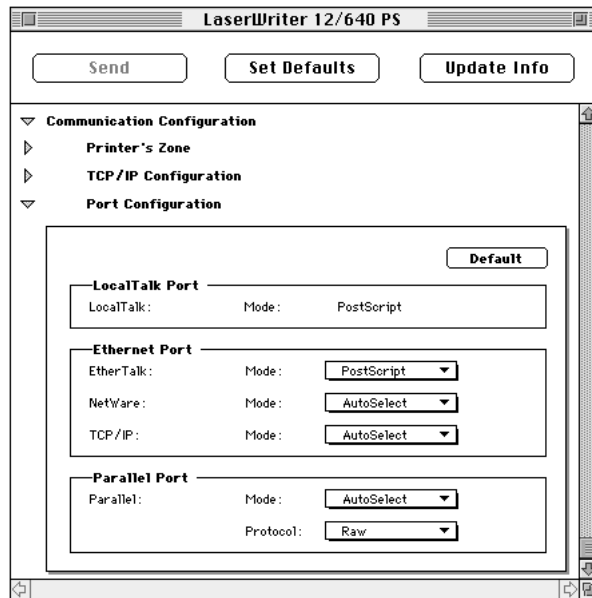 LaserWriter 12/640 PS
Send Set Defaults Update Info
Communication Configuration
Printer's Zone
TCP/IP Configuration
Port Configuration
Default
LocalTalk Port
LocalTalk: Mode: PostScript
Ethernet Port
EtherTalk: Mode: PostScript
NetWare: Mode: AutoSelect
TCP/IP: Mode: AutoSelect
Parallel Port
Parallel: Mode: AutoSelect
Protocol: Raw